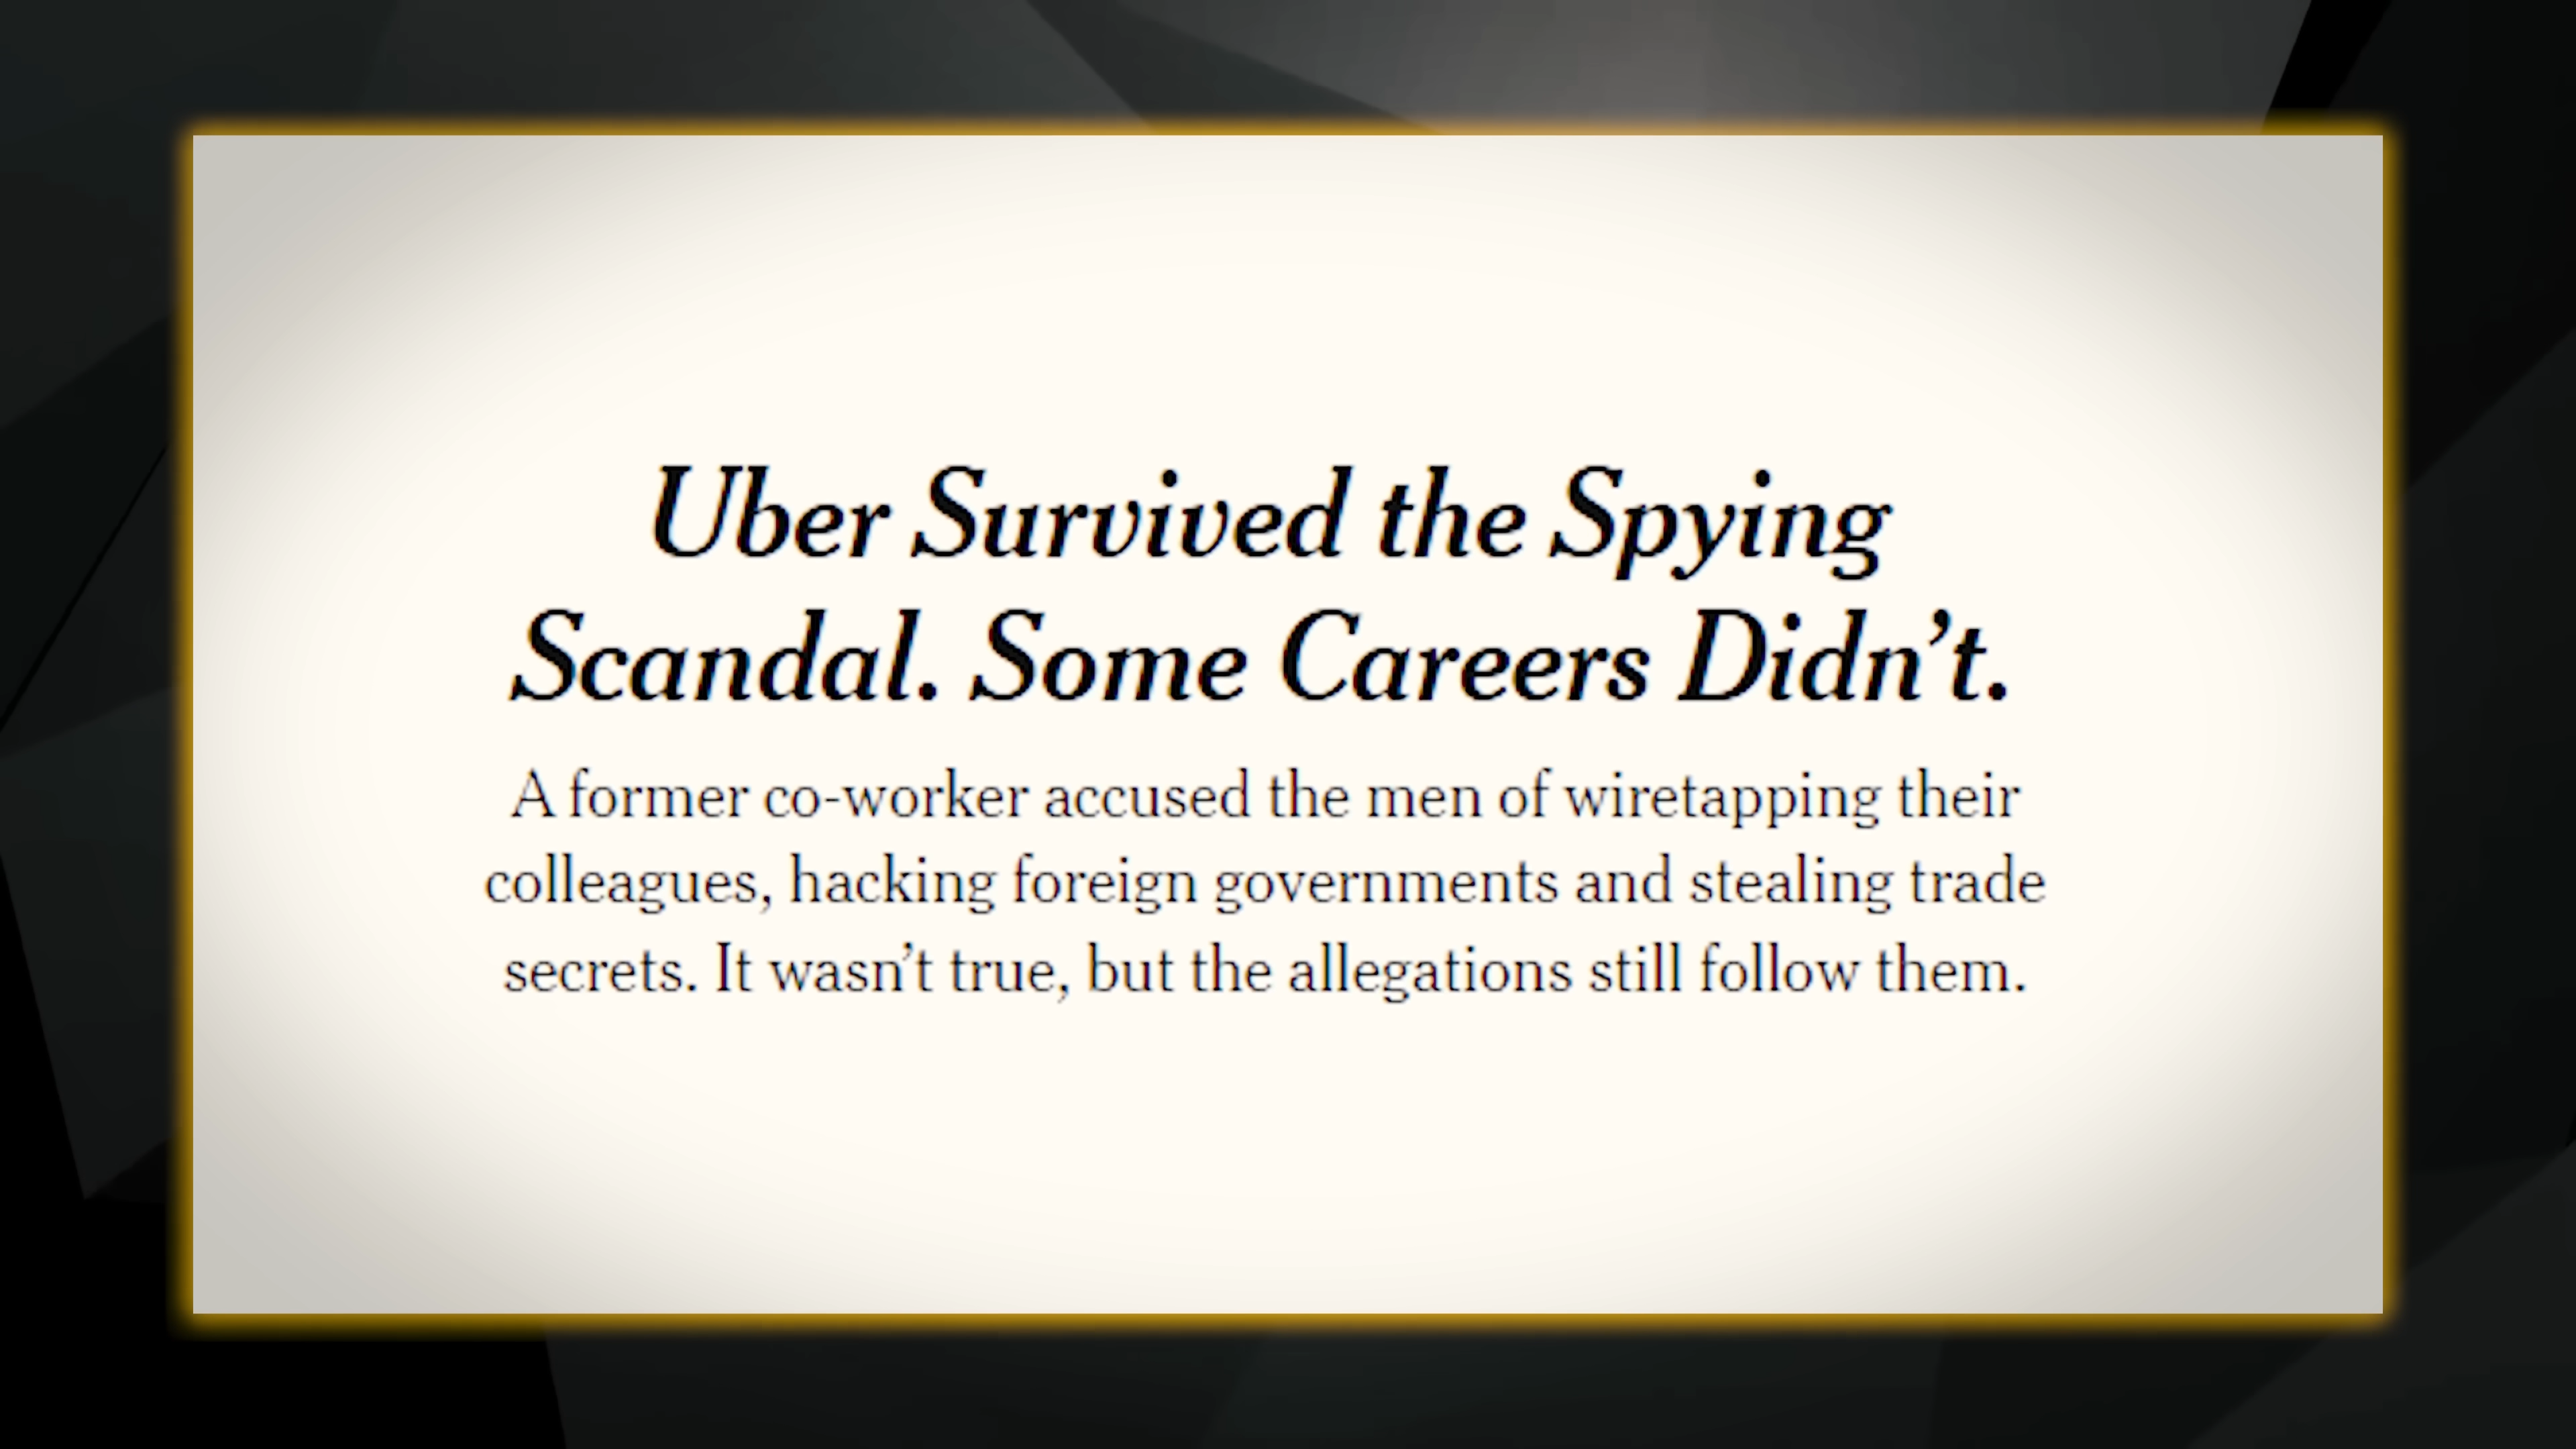 Uber Survived the Spying
Scandal. Some Careers Didn’t.
A former co-worker accused the men of wiretapping their
colleagues, hacking foreign governments and stealing trade
secrets. It wasn’t true, but the allegations still follow them.